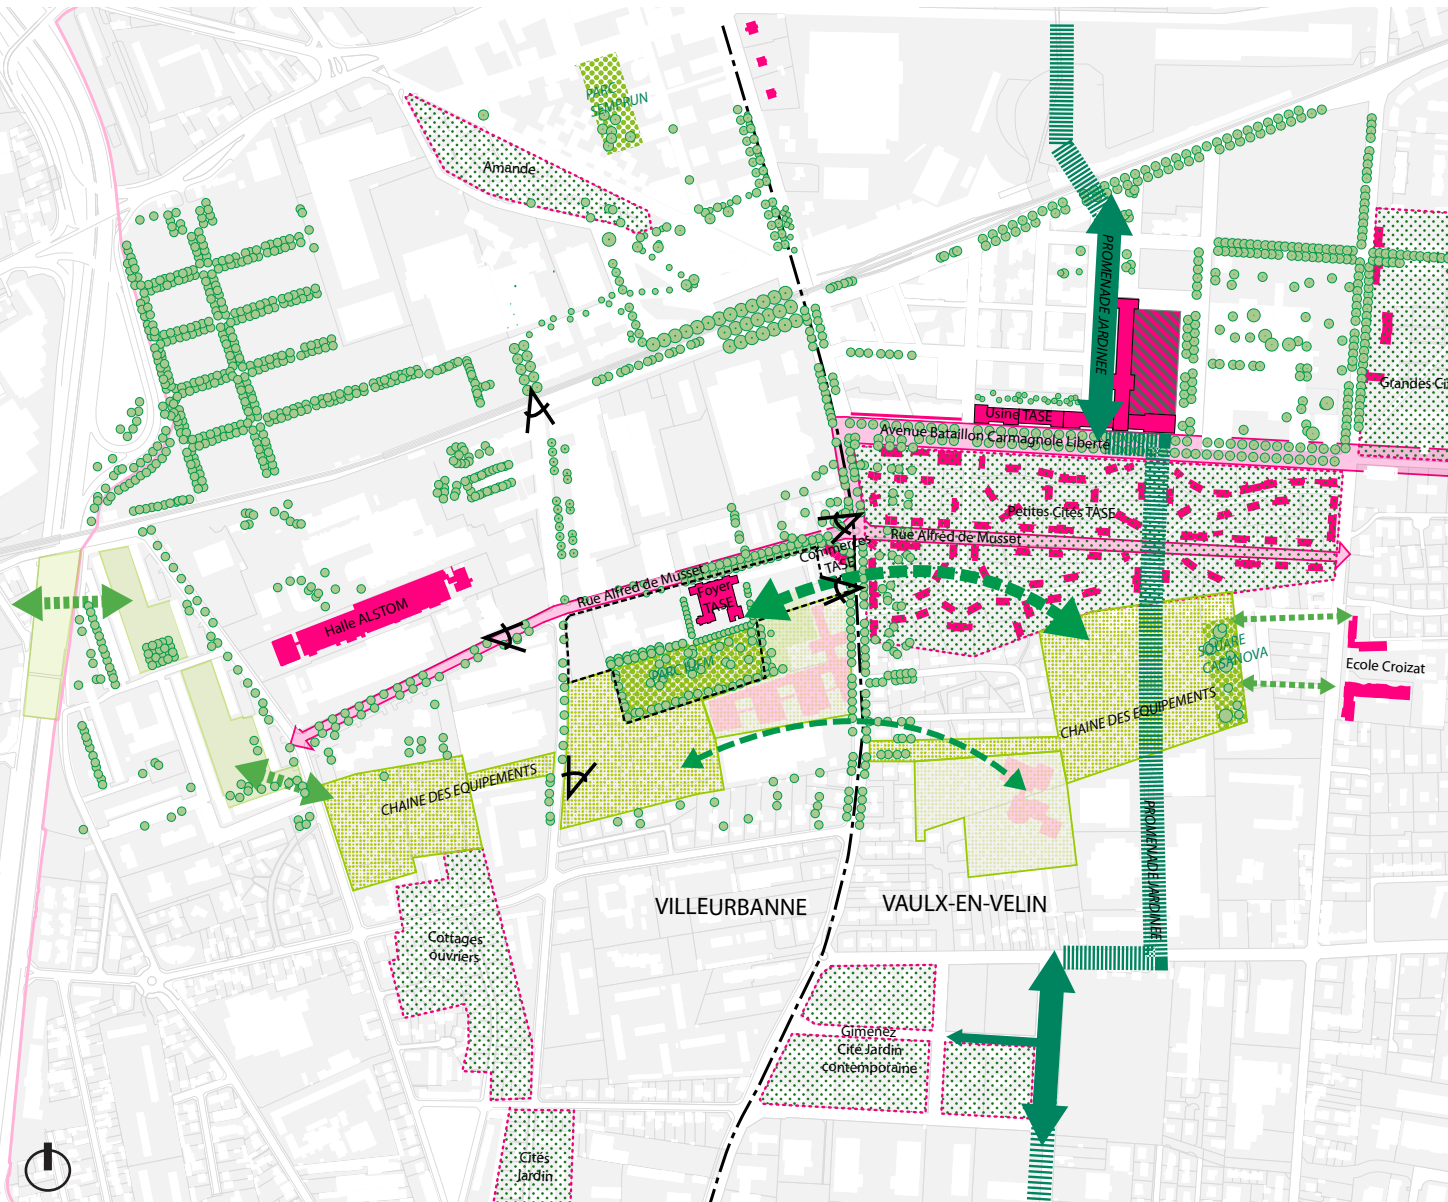 PARC
SEMPRUN
Amande
PROMENADE JARDINEE
Grandes Ci
Usine TASE
Avenue Bataillon Carmagnole Liberté
Petites Cités TASE
Rue Alfred de Musset
Commerces
TASE
Rue Alfred de Musset
Foyer
TASE
Halle ALSTOM
PARC
SQUARE
CASANOVA
Ecole Croizat
CHAINE DES EQUIPEMENTS
CHAINE DES EQUIPEMENTS
PROMENADE JARDINEE
VILLEURBANNE
VAULX-EN-VELIN
Cottages
ouvriers
Gimenez
Cité Jardin
contemporaine
Cités
Jardin